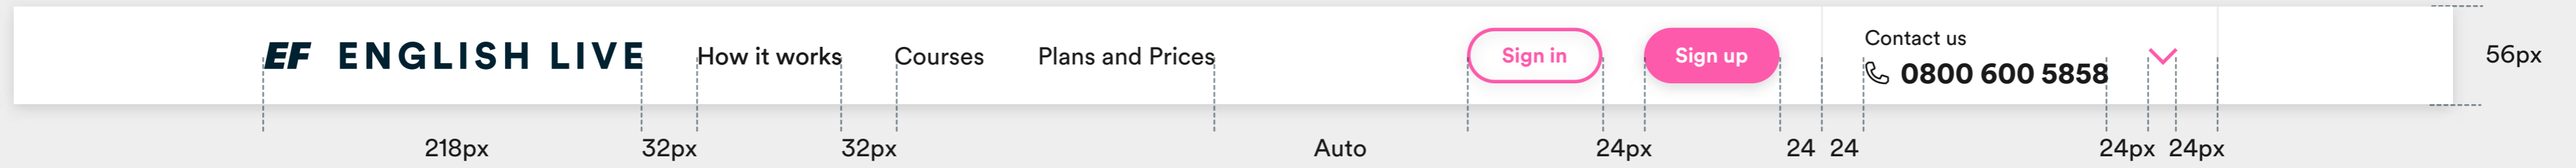 EF ENGLISH LIVE
How it works
Courses
Plans and Prices
Sign in
Sign up
Contact us
0800 600 5858
56px
218px
32px
32px
Auto
24px
24
24
24px
24px